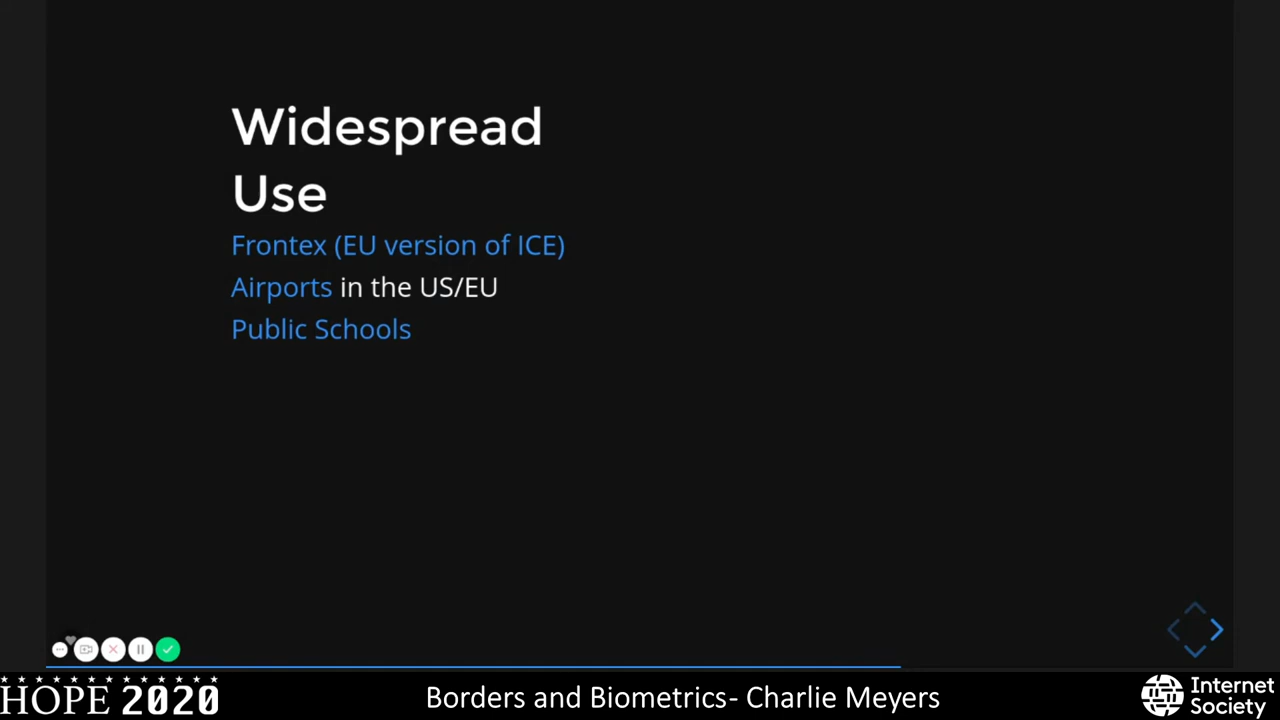 Widespread
Use
Frontex (EU version of ICE)
Airports in the US/EU
Public Schools
HOPE 2020
Borders and Biometrics- Charlie Meyers
Internet
Society